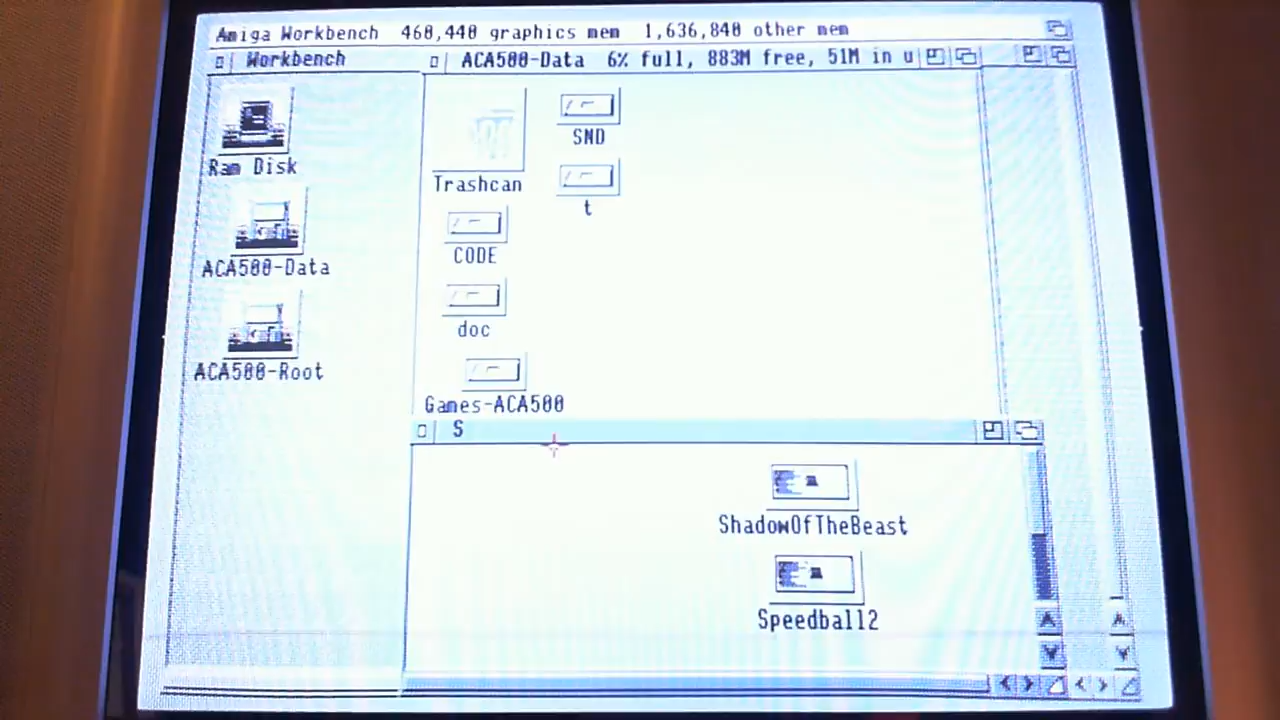 Amiga Workbench 460,440 graphics mem 1,636,840 other mem
Workbench
ACA500-Data 6% full, 883M free, 51M in u
Ram Disk
ACA500-Data
ACA500-Root
Trashcan
SND
t
CODE
doc
Games-ACA500
S
ShadowOfTheBeast
Speedball2